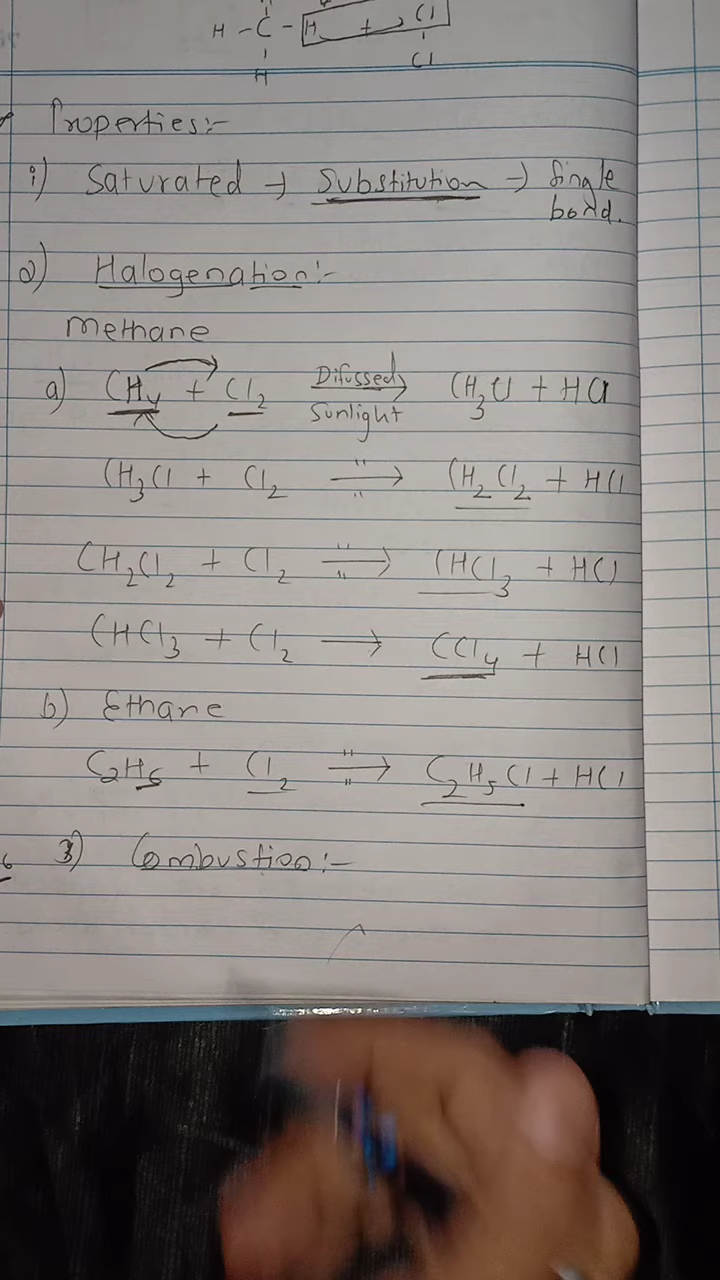 H - C - H + Cl
H Cl
Properties:-
i) Saturated → Substitution → Single bond.
2) Halogenation:-
methane
a) CH4 + Cl2 Difussed Sunlight → CH3Cl + HCl
CH3Cl + Cl2 " " → CH2Cl2 + HCl
CH2Cl2 + Cl2 " " → CHCl3 + HCl
CHCl3 + Cl2 → CCl4 + HCl
b) Ethane
C2H6 + Cl2 " " → C2H5Cl + HCl
3) Combustion:-